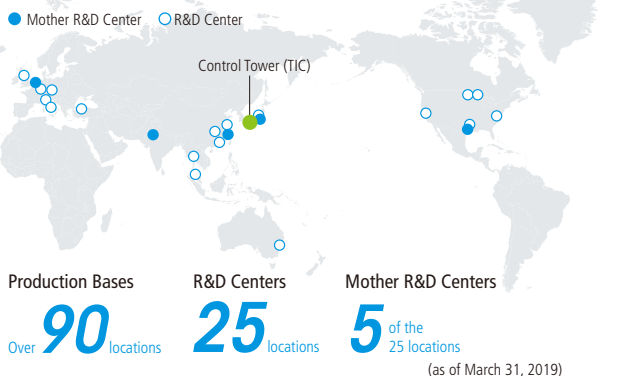 Mother R&D Center R&D Center
Control Tower (TIC)
Production Bases R&D Centers Mother R&D Centers
Over 90 locations 25 locations 5 of the
25 locations
(as of March 31, 2019)